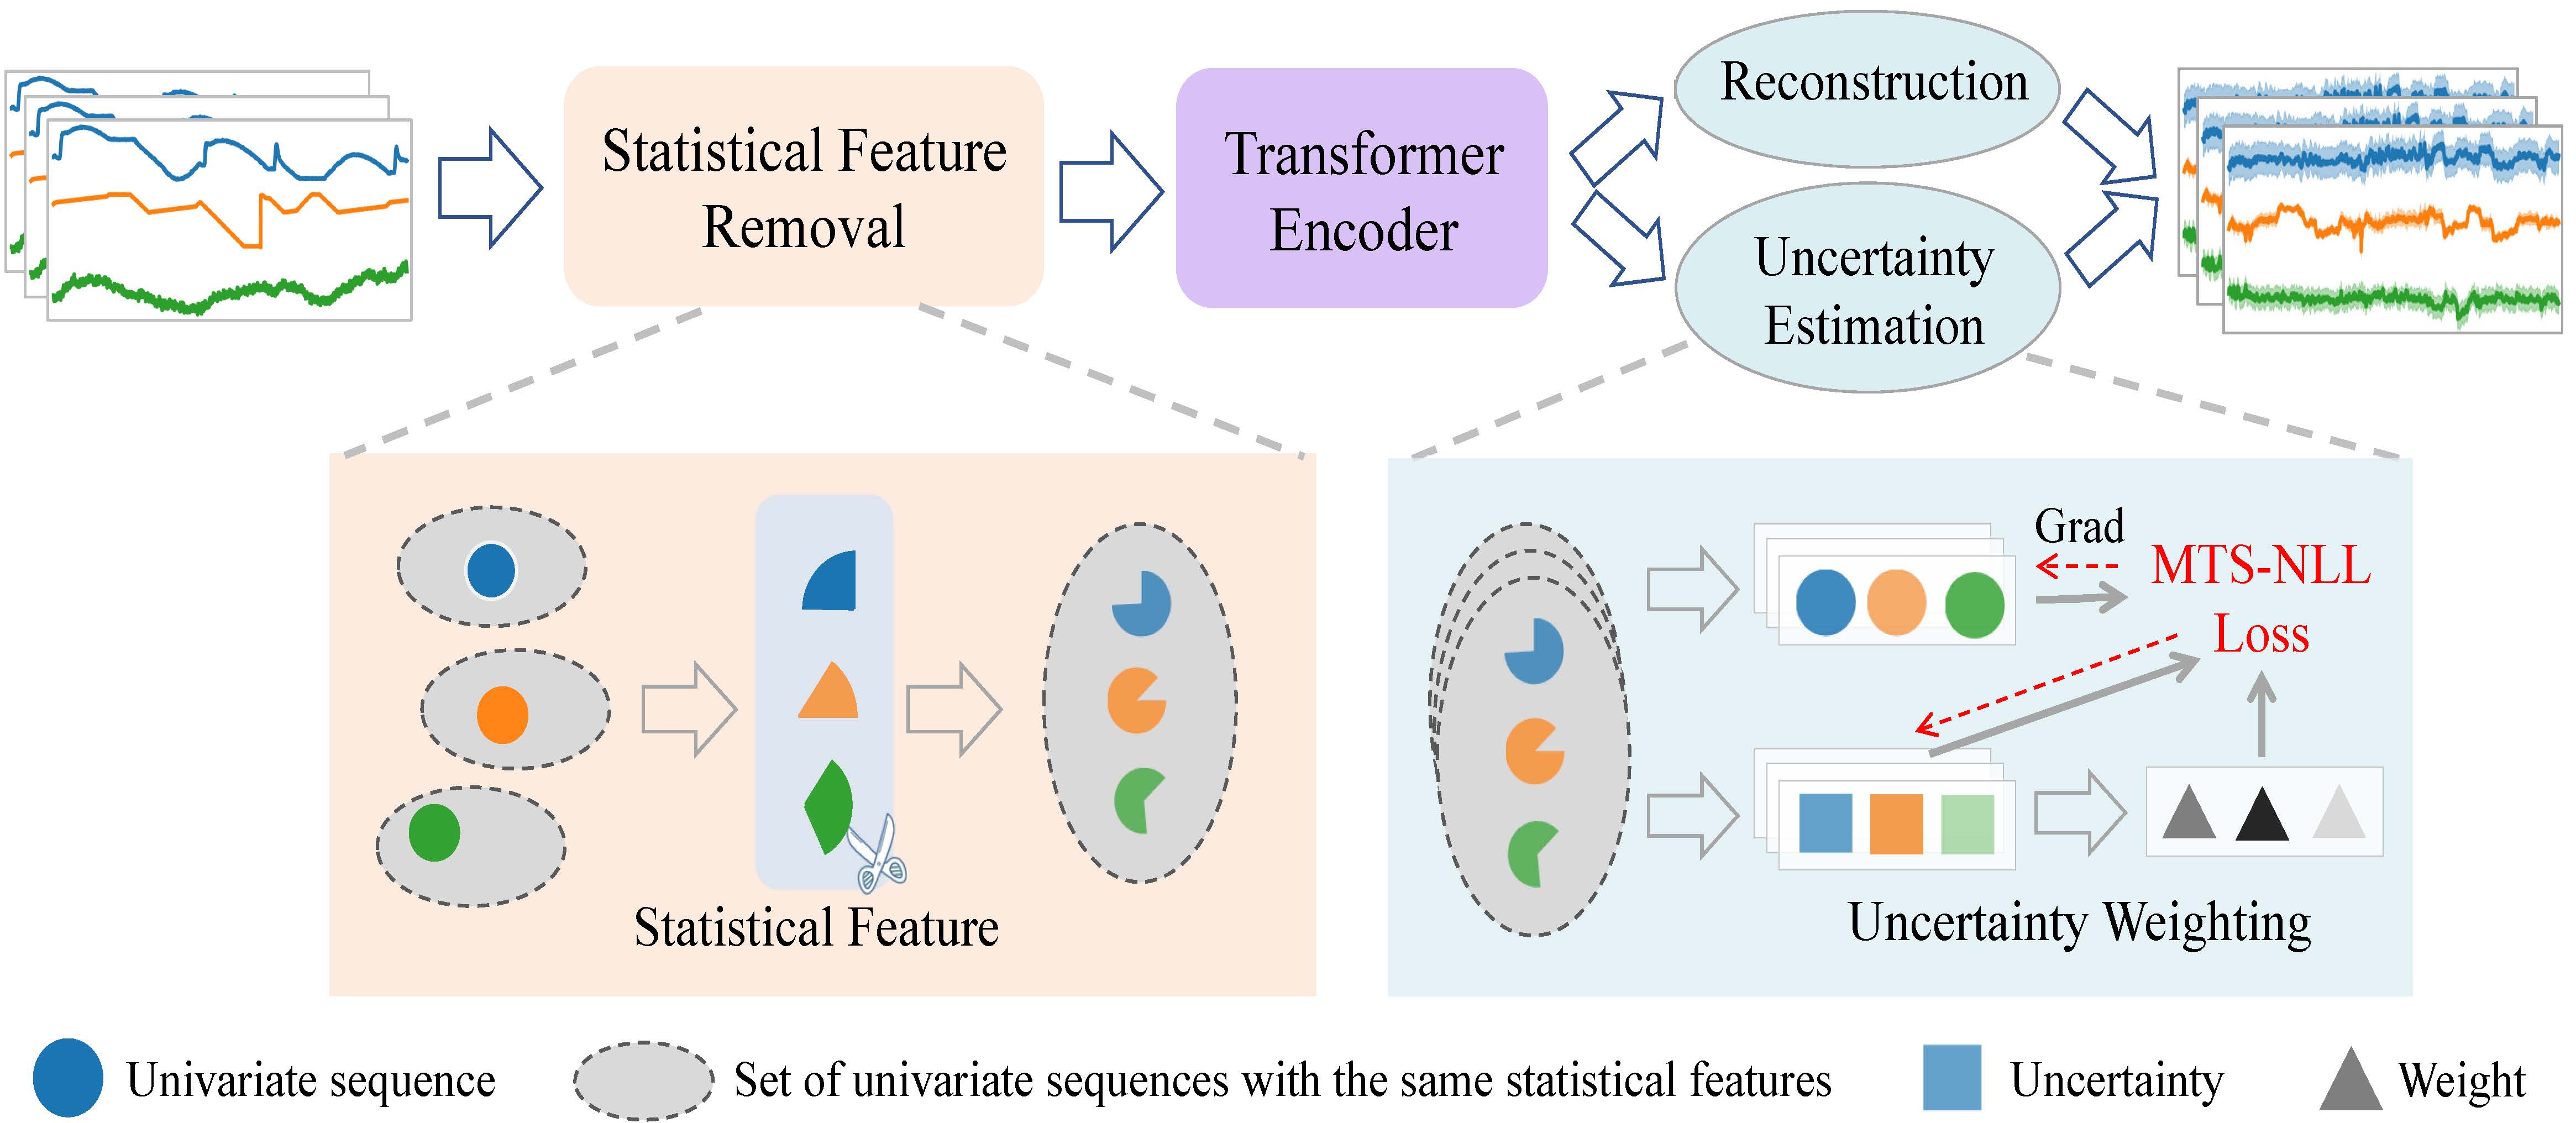 Statistical Feature
Removal
Transformer
Encoder
Reconstruction
Uncertainty
Estimation
Statistical Feature
Grad
MTS-NLL
Loss
Uncertainty Weighting
Univariate sequence
Set of univariate sequences with the same statistical features
Uncertainty
Weight